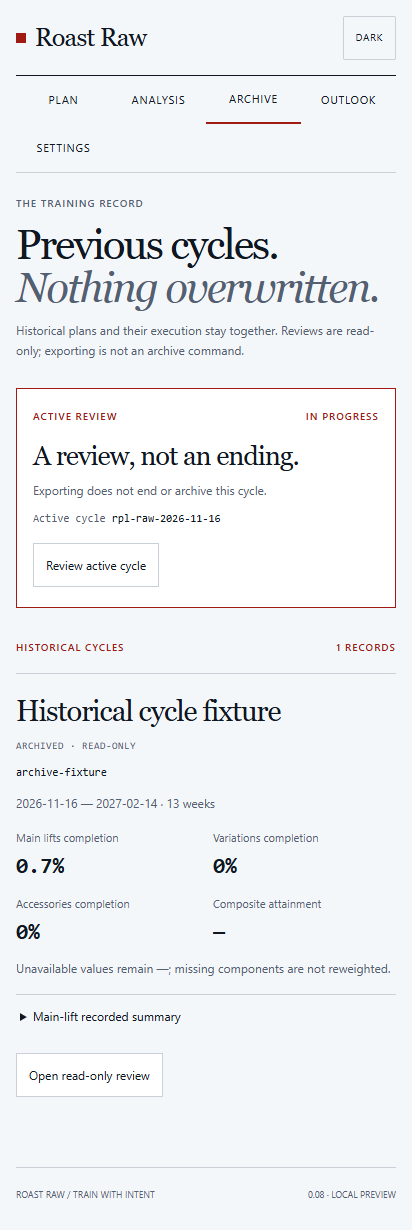 Roast Raw
DARK
PLAN
ANALYSIS
ARCHIVE
OUTLOOK
SETTINGS
THE TRAINING RECORD
Previous cycles.
Nothing overwritten.
Historical plans and their execution stay together. Reviews are read-
only; exporting is not an archive command.
ACTIVE REVIEW
IN PROGRESS
A review, not an ending.
Exporting does not end or archive this cycle.
Active cycle rpl-raw-2026-11-16
Review active cycle
HISTORICAL CYCLES
1 RECORDS
Historical cycle fixture
ARCHIVED · READ-ONLY
archive-fixture
2026-11-16 — 2027-02-14 · 13 weeks
Main lifts completion
Variations completion
0.7%
0%
Accessories completion
Composite attainment
0%
—
Unavailable values remain —; missing components are not reweighted.
Main-lift recorded summary
Open read-only review
ROAST RAW / TRAIN WITH INTENT
0.08 · LOCAL PREVIEW